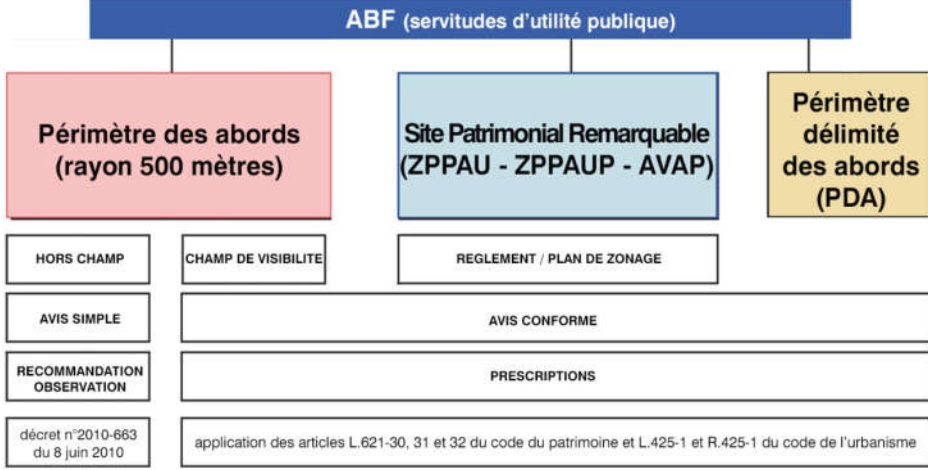 ABF (servitudes d'utilité publique)
Périmètre des abords
(rayon 500 mètres)
Site Patrimonial Remarquable
(ZPPAU - ZPPAUP - AVAP)
Périmètre
délimité
des abords
(PDA)
HORS CHAMP
CHAMP DE VISIBILITE
REGLEMENT / PLAN DE ZONAGE
AVIS SIMPLE
AVIS CONFORME
RECOMMANDATION
OBSERVATION
PRESCRIPTIONS
décret n°2010-663
du 8 juin 2010
application des articles L.621-30, 31 et 32 du code du patrimoine et L.425-1 et R.425-1 du code de l'urbanisme